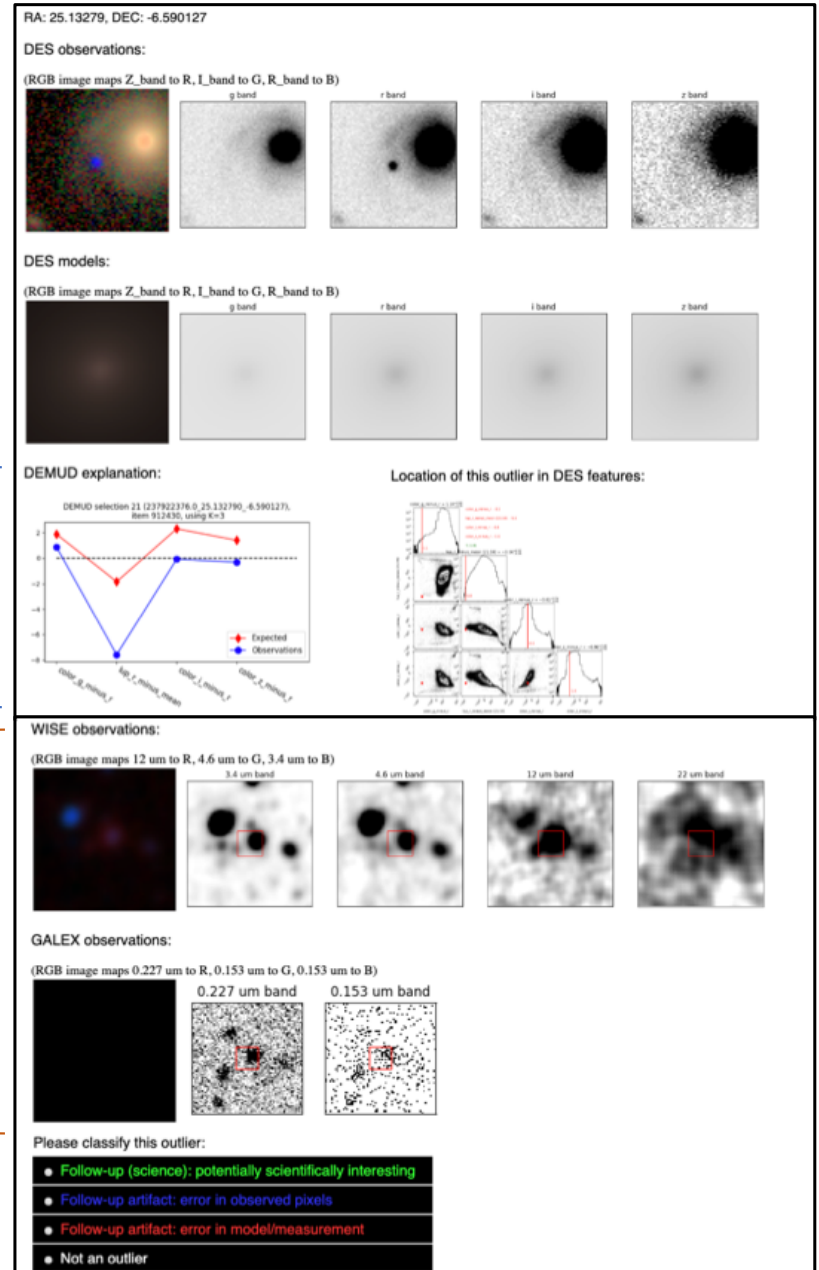 RA: 25.13279, DEC: -6.590127
DES observations:
(RGB image maps Z_band to R, I_band to G, R_band to B)
g band r band i band z band
DES models:
(RGB image maps Z_band to R, I_band to G, R_band to B)
g band r band i band z band
DEMUD explanation:
Location of this outlier in DES features:
DEMUD selection 21 (237922376.0_25.132790_-6.590127),
item 912430, using K=3
2
0
−2
−4
−6
−8
Expected
Observations
color_g_minus_r lup_r_minus_mean color_i_minus_r color_z_minus_r
WISE observations:
(RGB image maps 12 um to R, 4.6 um to G, 3.4 um to B)
3.4 um band 4.6 um band 12 um band 22 um band
GALEX observations:
(RGB image maps 0.227 um to R, 0.153 um to G, 0.153 um to B)
0.227 um band 0.153 um band
Please classify this outlier:
Follow-up (science): potentially scientifically interesting
Follow-up artifact: error in observed pixels
Follow-up artifact: error in model/measurement
Not an outlier